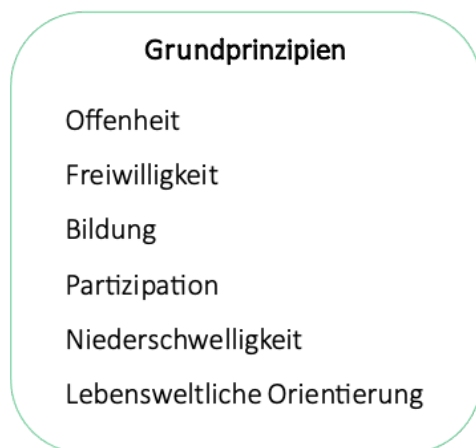 Grundprinzipien
Offenheit
Freiwilligkeit
Bildung
Partizipation
Niederschwelligkeit
Lebensweltliche Orientierung